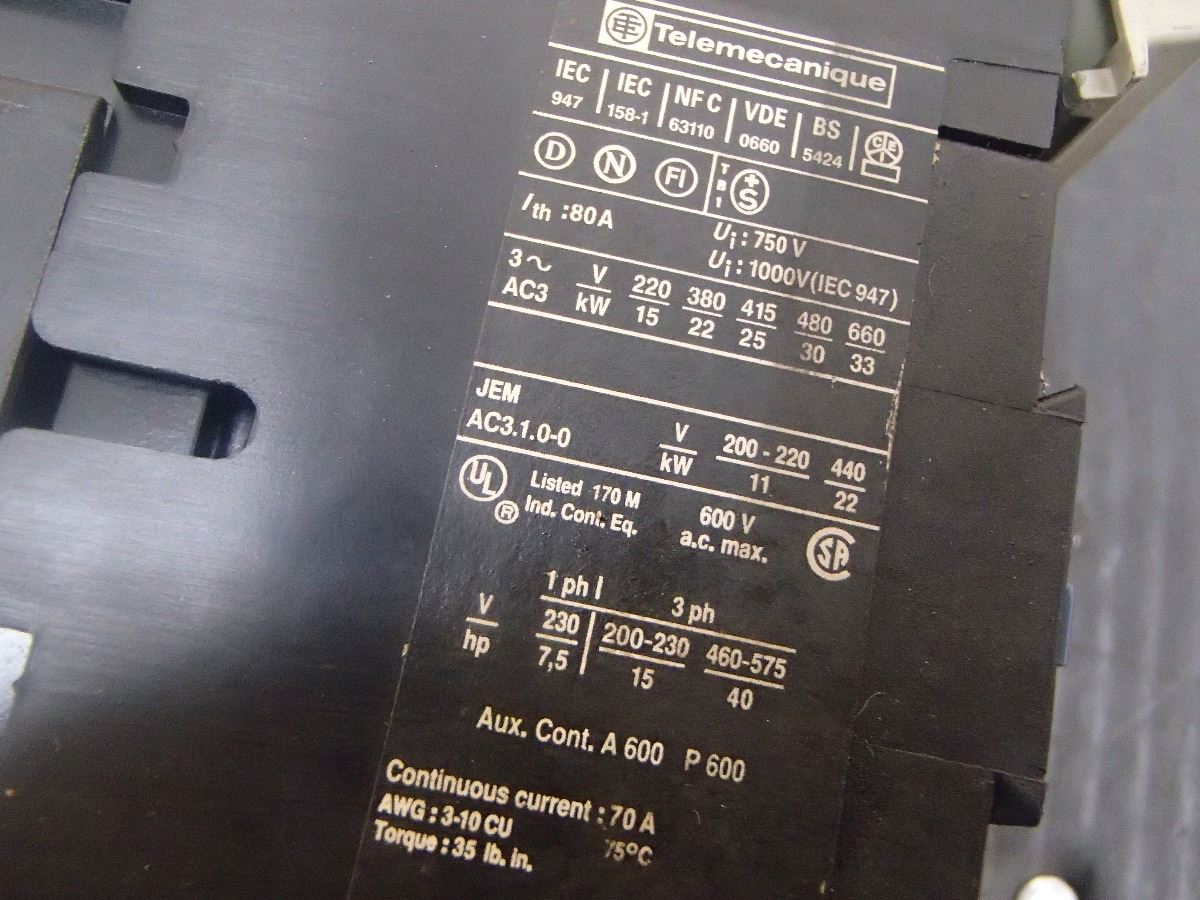 Telemecanique
IEC 947 | IEC 158-1 | NF C 63110 | VDE 0660 | BS 5424 | CIE
D N FI TB1 +S
Ith :80A
Ui : 750 V
Ui : 1000V(IEC 947)
3~ V 220 380 415 480 660
AC3 kW 15 22 25 30 33
JEM
AC3.1.0-0
V 200 - 220 440
kW 11 22
UL ® Listed 170 M 600 V SA
Ind. Cont. Eq. a.c. max.
1 ph | 3 ph
V 230 200-230 460-575
hp 7,5 15 40
Aux. Cont. A 600 P 600
Continuous current : 70 A
AWG : 3-10 CU 75°C
Torque : 35 lb. in.